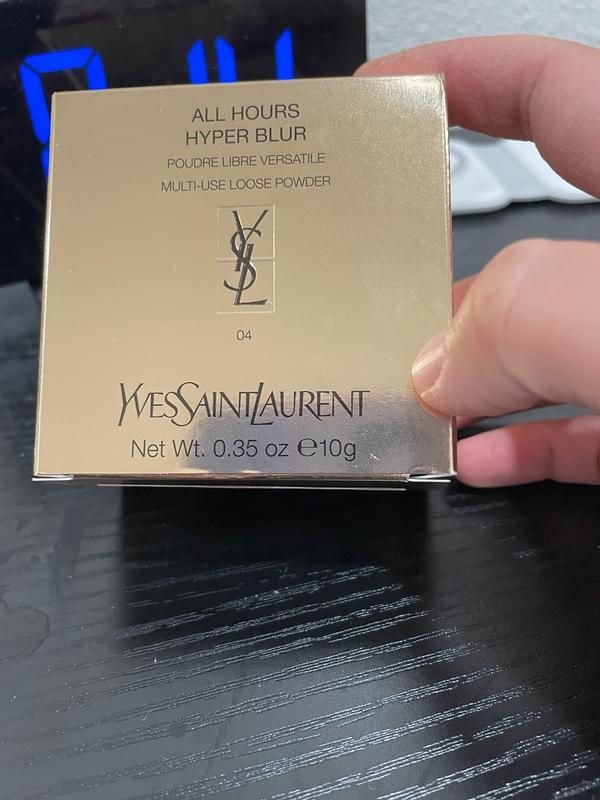 ALL HOURS
HYPER BLUR
POUDRE LIBRE VERSATILE
MULTI-USE LOOSE POWDER
YSL
04
YVESSAINTLAURENT
Net Wt. 0.35 oz ℮10g